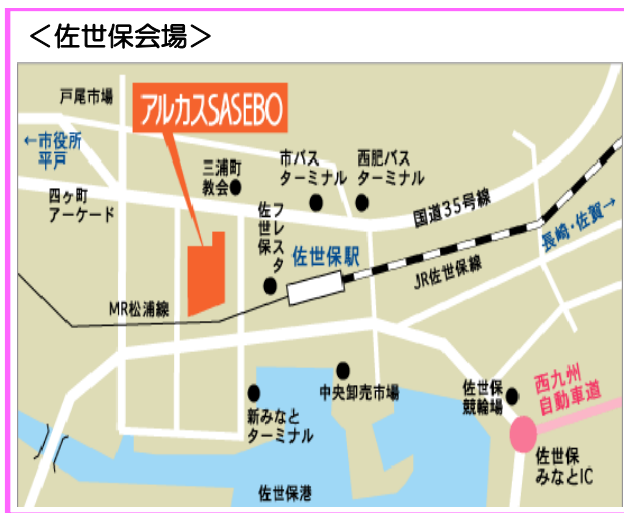 ＜佐世保会場＞
戸尾市場
アルカスSASEBO
←市役所
平戸
三浦町
教会
市バス
ターミナル
西肥バス
ターミナル
四ヶ町
アーケード
フレスタ
佐世保
国道35号線
佐世保駅
長崎・佐賀→
JR佐世保線
MR松浦線
中央卸売市場
佐世保
競輪場
西九州
自動車道
新みなと
ターミナル
佐世保
みなとIC
佐世保港